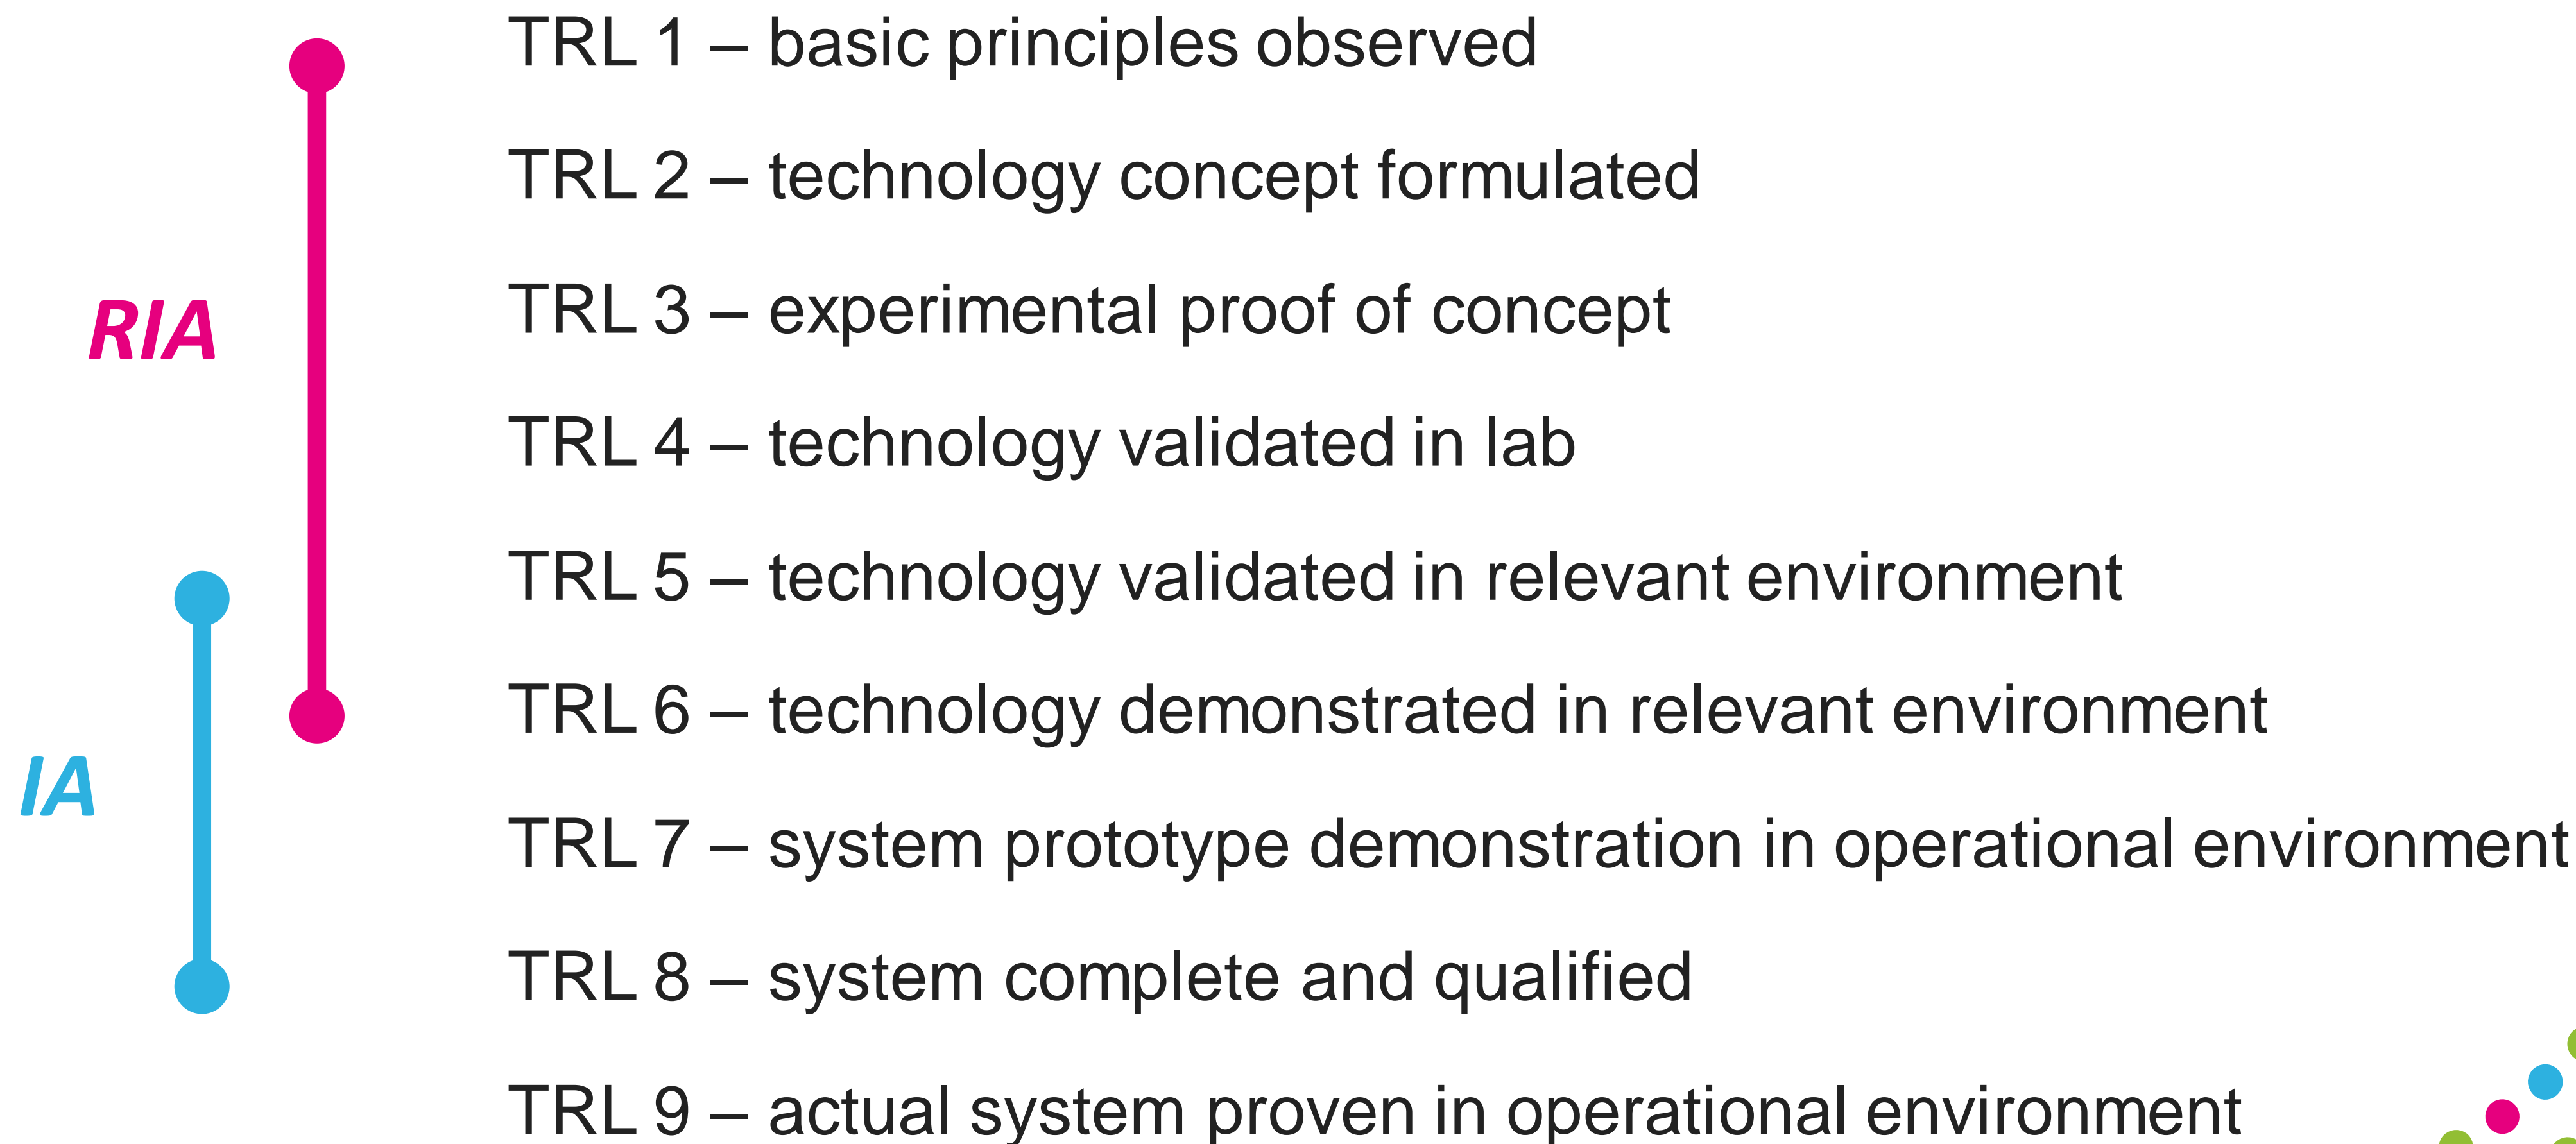 TRL 1 – basic principles observed
TRL 2 – technology concept formulated
RIA
TRL 3 – experimental proof of concept
TRL 4 – technology validated in lab
TRL 5 – technology validated in relevant environment
TRL 6 – technology demonstrated in relevant environment
IA
TRL 7 – system prototype demonstration in operational environment
TRL 8 – system complete and qualified
TRL 9 – actual system proven in operational environment